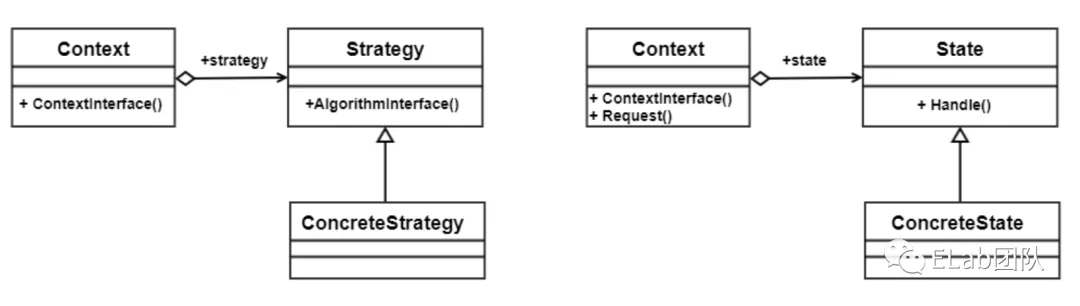 Context
+ ContextInterface()
+strategy
Strategy
+AlgorithmInterface()
ConcreteStrategy
Context
+ ContextInterface()
+ Request()
+state
State
+ Handle()
ConcreteState
ELab团队